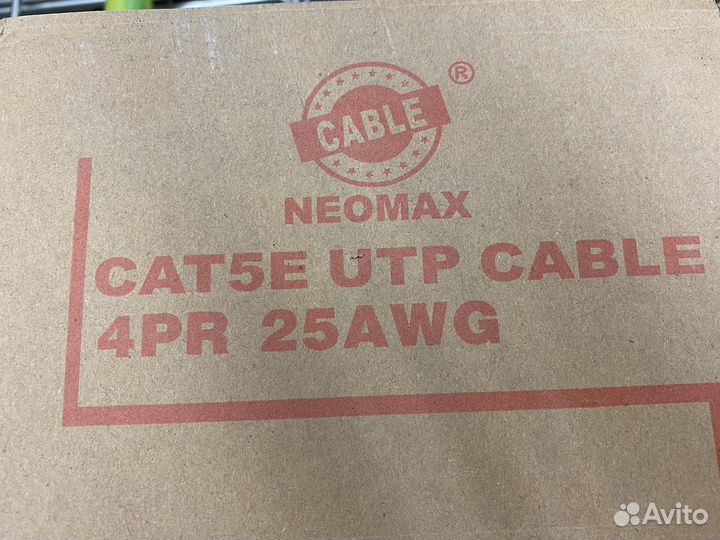 CABLE ®
NEOMAX
CAT5E UTP CABLE
4PR 25AWG
Avito